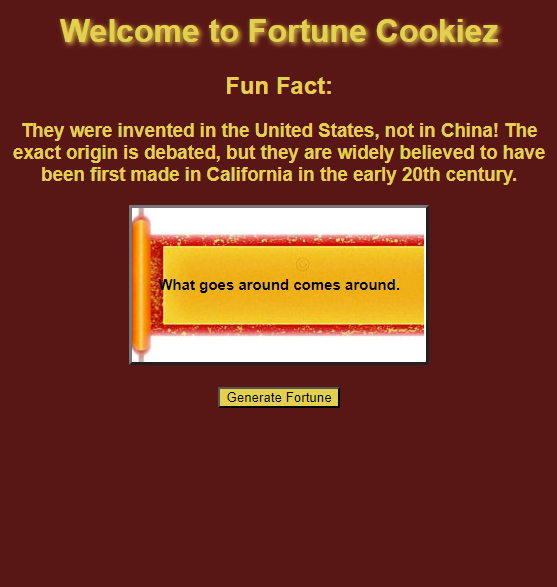 Welcome to Fortune Cookiez
Fun Fact:
They were invented in the United States, not in China! The
exact origin is debated, but they are widely believed to have
been first made in California in the early 20th century.
What goes around comes around.
Generate Fortune